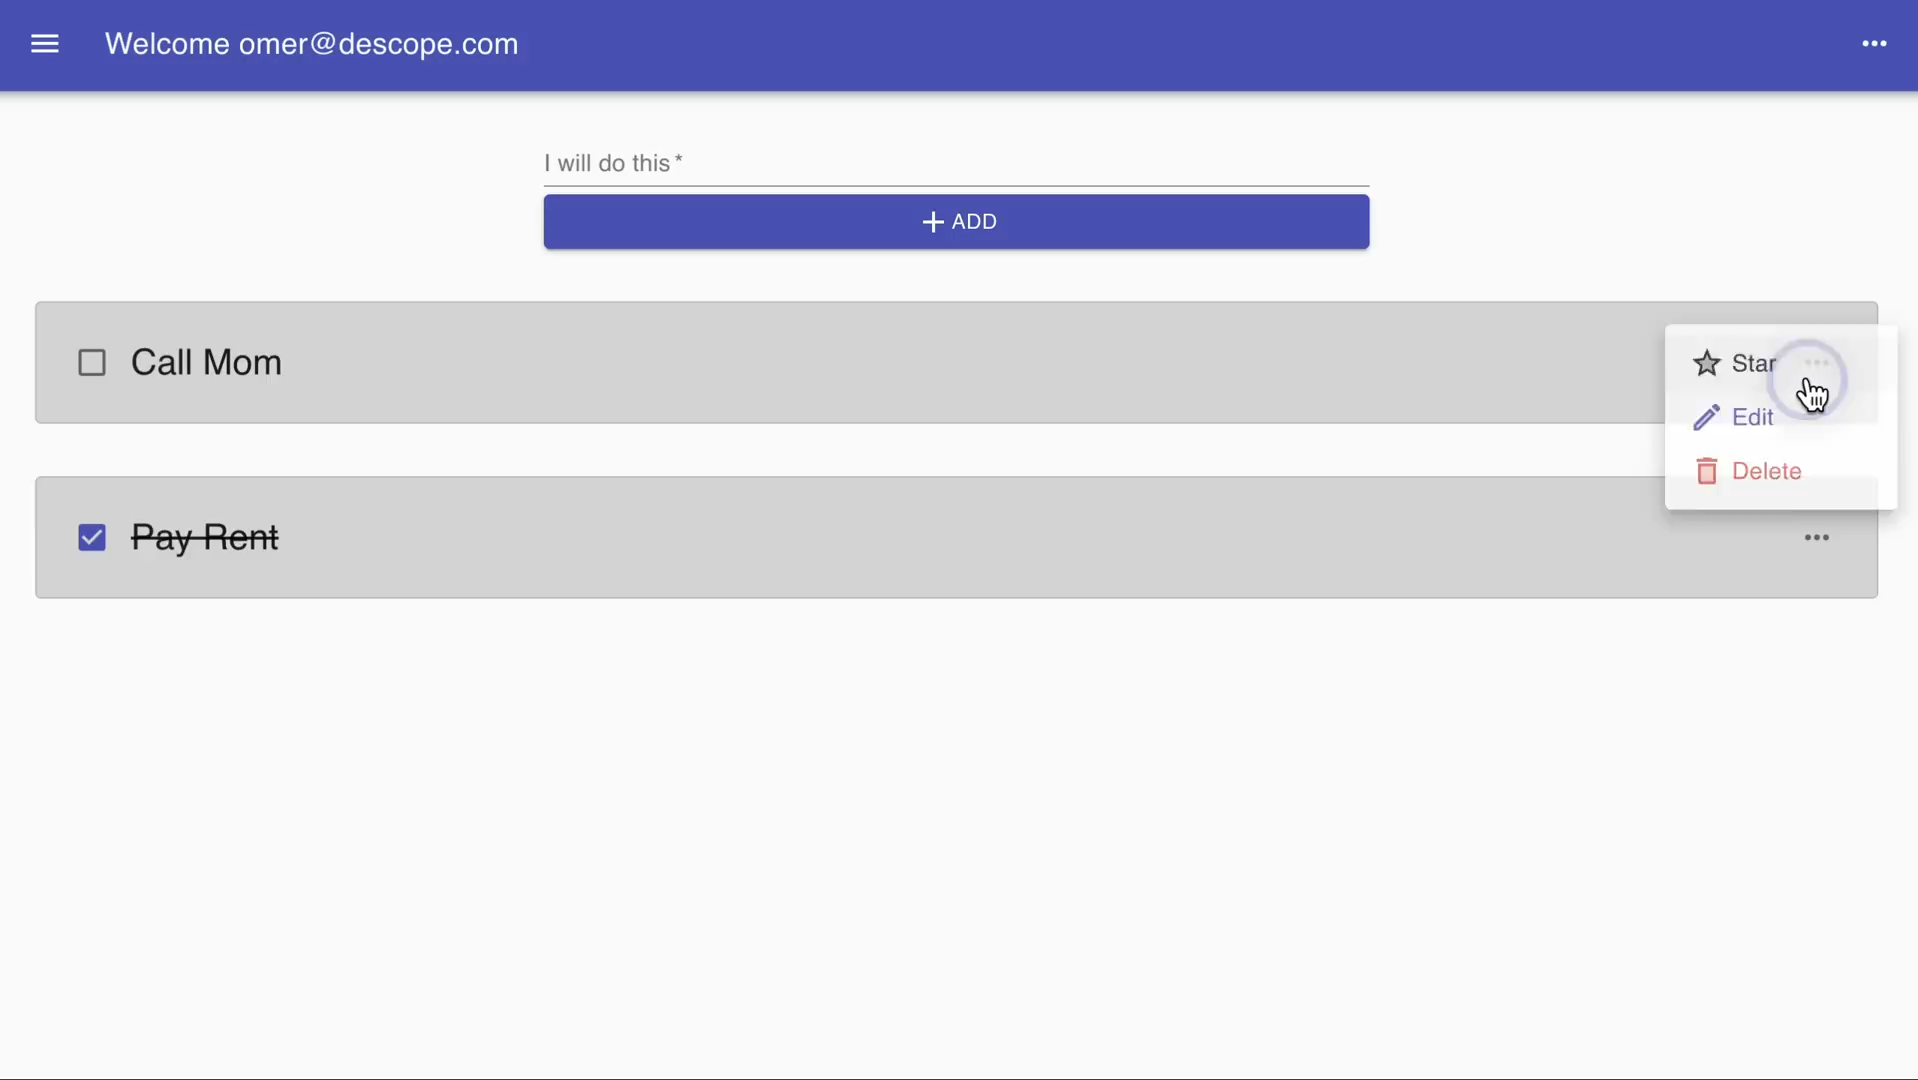 Welcome omer@descope.com
I will do this *
ADD
Call Mom
Star
Edit
Delete
Pay Rent